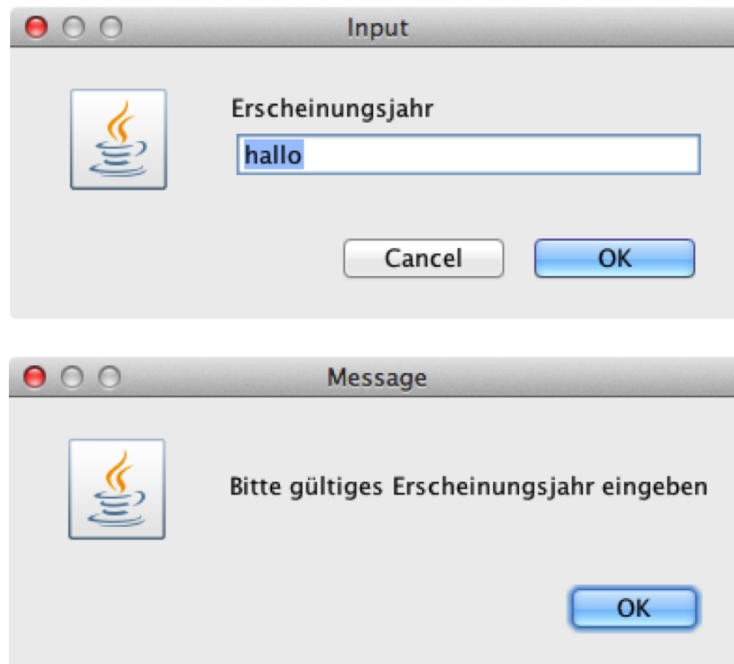 Input
Erscheinungsjahr
hallo
Cancel
OK
Message
Bitte gültiges Erscheinungsjahr eingeben
OK